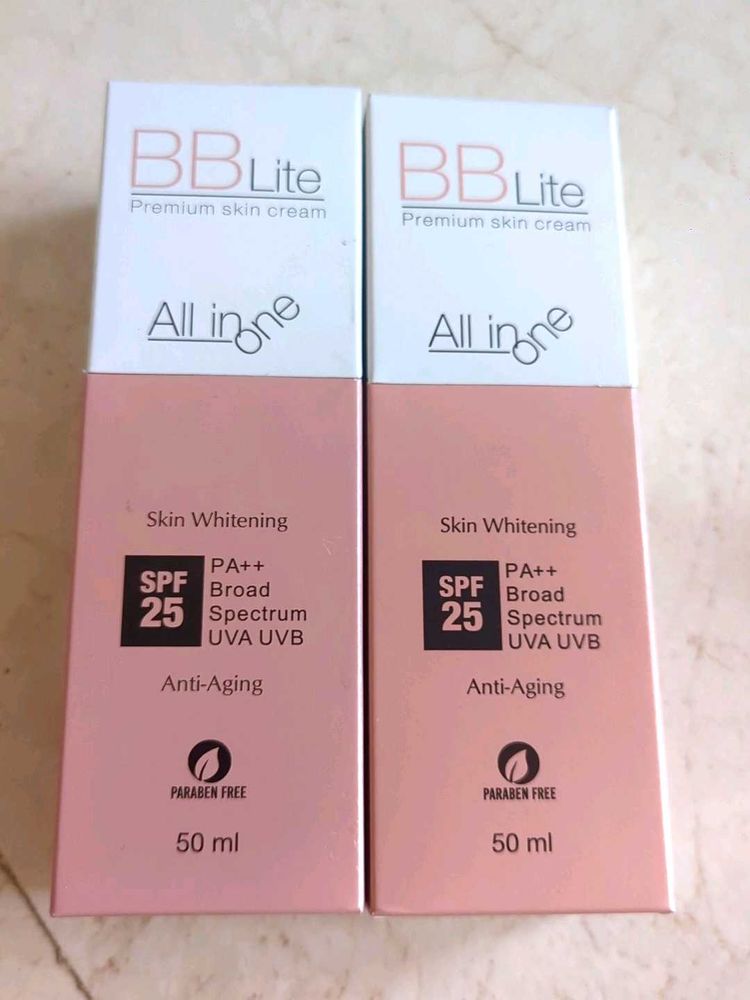 BB Lite
Premium skin cream
All in one
Skin Whitening
SPF
25
PA++
Broad
Spectrum
UVA UVB
Anti-Aging
PARABEN FREE
50 ml
BB Lite
Premium skin cream
All in one
Skin Whitening
SPF
25
PA++
Broad
Spectrum
UVA UVB
Anti-Aging
PARABEN FREE
50 ml